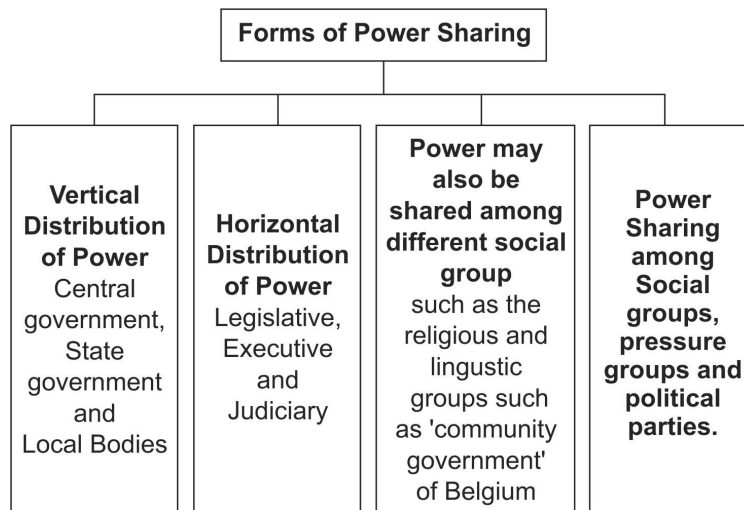 Forms of Power Sharing
Vertical
Distribution
of Power
Central
government,
State
government
and
Local Bodies
Horizontal
Distribution
of Power
Legislative,
Executive
and
Judiciary
Power may
also be
shared among
different social
group
such as the
religious and
lingustic
groups such
as 'community
government'
of Belgium
Power
Sharing
among
Social
groups,
pressure
groups and
political
parties.